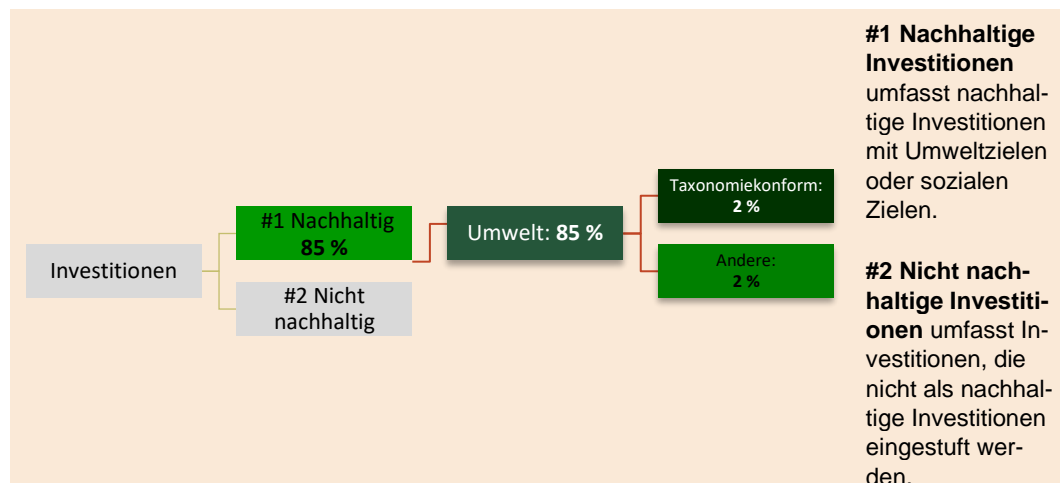 Investitionen
#1 Nachhaltig
85 %
#2 Nicht
nachhaltig
Umwelt: 85 %
Taxonomiekonform:
2 %
Andere:
2 %
#1 Nachhaltige
Investitionen
umfasst nachhal-
tige Investitionen
mit Umweltzielen
oder sozialen
Zielen.
#2 Nicht nach-
haltige Investiti-
onen umfasst In-
vestitionen, die
nicht als nachhal-
tige Investitionen
eingestuft wer-
den.